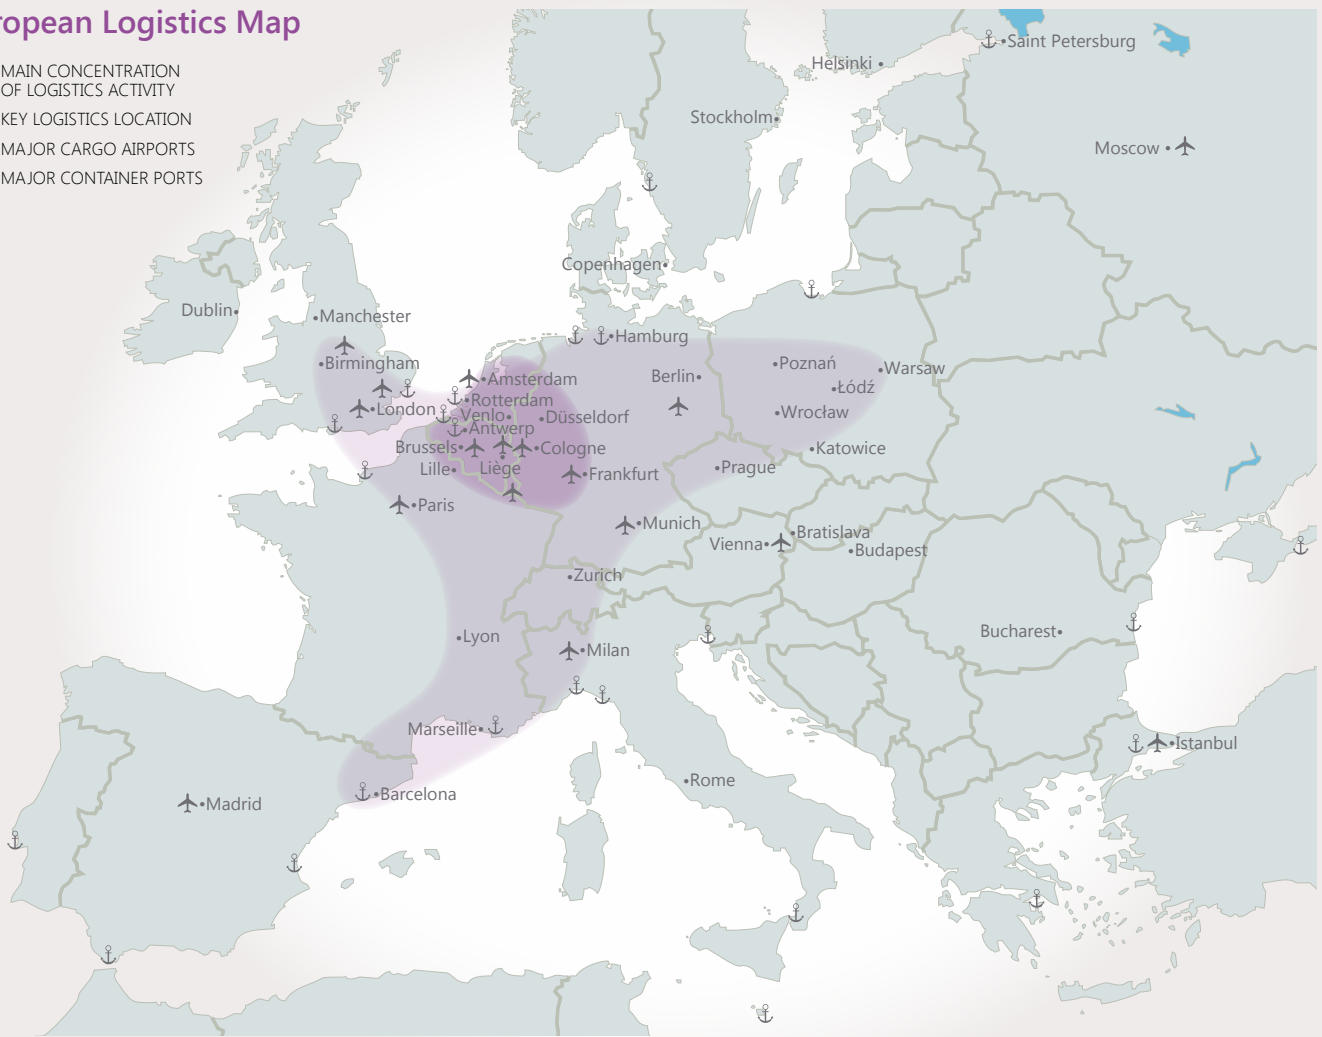 ropean Logistics Map
MAIN CONCENTRATION
OF LOGISTICS ACTIVITY
KEY LOGISTICS LOCATION
MAJOR CARGO AIRPORTS
MAJOR CONTAINER PORTS
Saint Petersburg
Helsinki
Stockholm
Moscow
Copenhagen
Dublin
Manchester
Hamburg
Birmingham
Poznań
Warsaw
Berlin
Amsterdam
Łódź
Rotterdam
London
Wrocław
Venlo
Düsseldorf
Antwerp
Brussels
Cologne
Katowice
Lille
Liège
Prague
Frankfurt
Paris
Munich
Bratislava
Vienna
Budapest
Zurich
Bucharest
Lyon
Milan
Marseille
Istanbul
Rome
Barcelona
Madrid